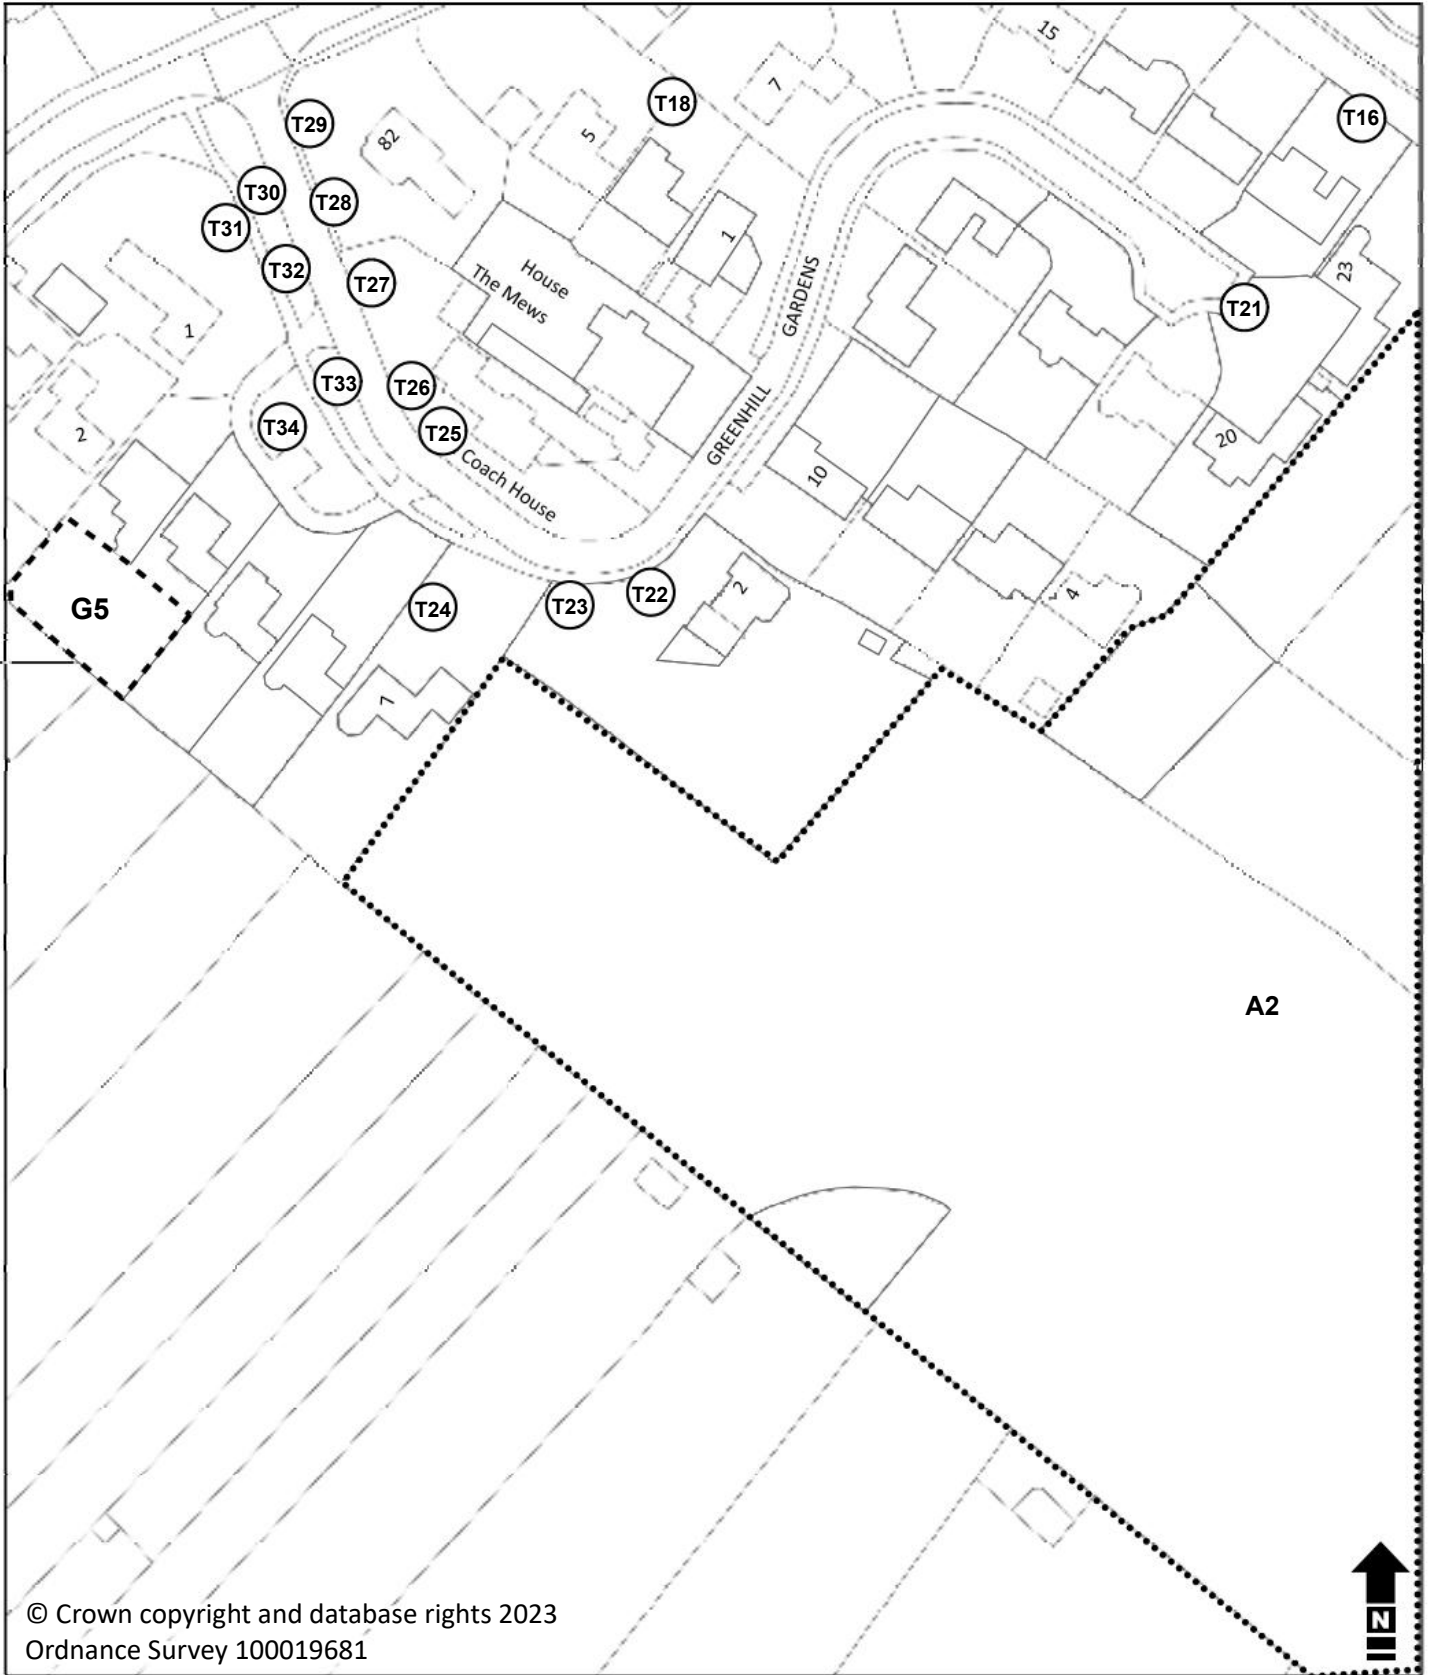 15
T18
7
T16
T29
82
5
T30
T28
T31
1
T32
T27
House
The Mews
GREENHILL GARDENS
23
T21
1
T33
T26
T34
T25
Coach House
2
20
10
G5
T24
T23
T22
2
4
7
A2
N
© Crown copyright and database rights 2023
Ordnance Survey 100019681